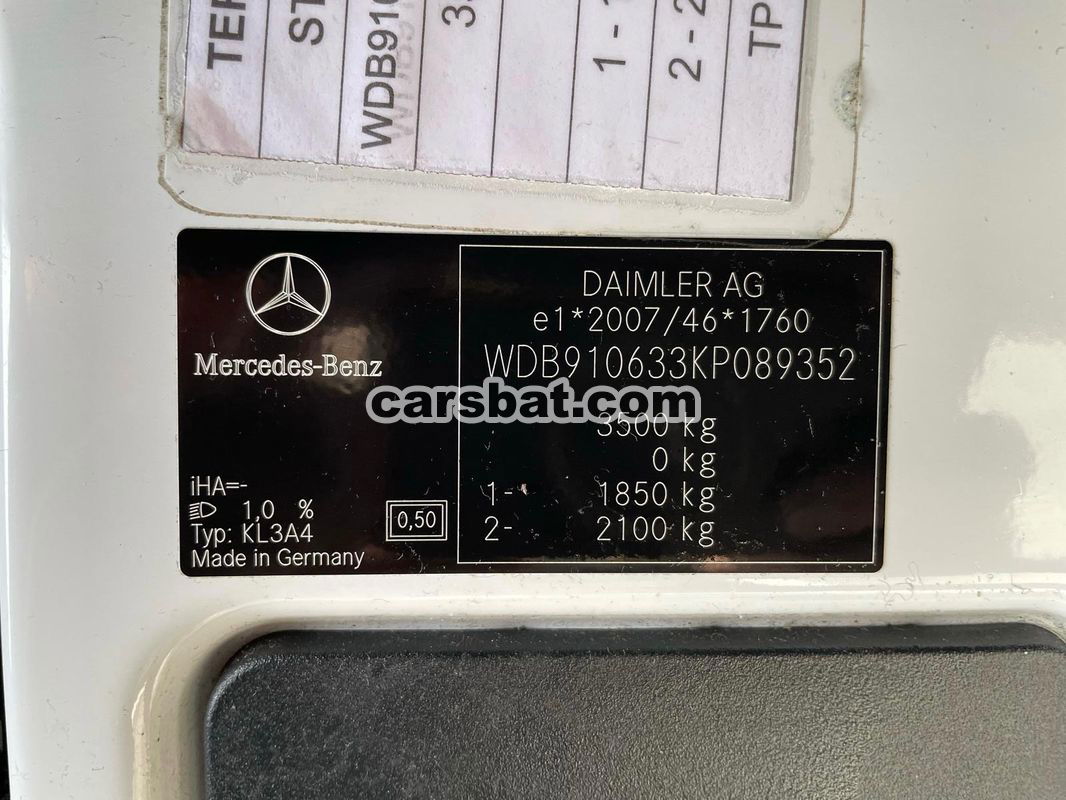 TEF
ST
WDB910
1 -
2 - 2
TP
DAIMLER AG
e1*2007/46*1760
WDB910633KP089352
Mercedes-Benz
carsbat.com
3500 kg
0 kg
1- 1850 kg
2- 2100 kg
iHA=-
1,0 %
Typ: KL3A4
Made in Germany
0,50